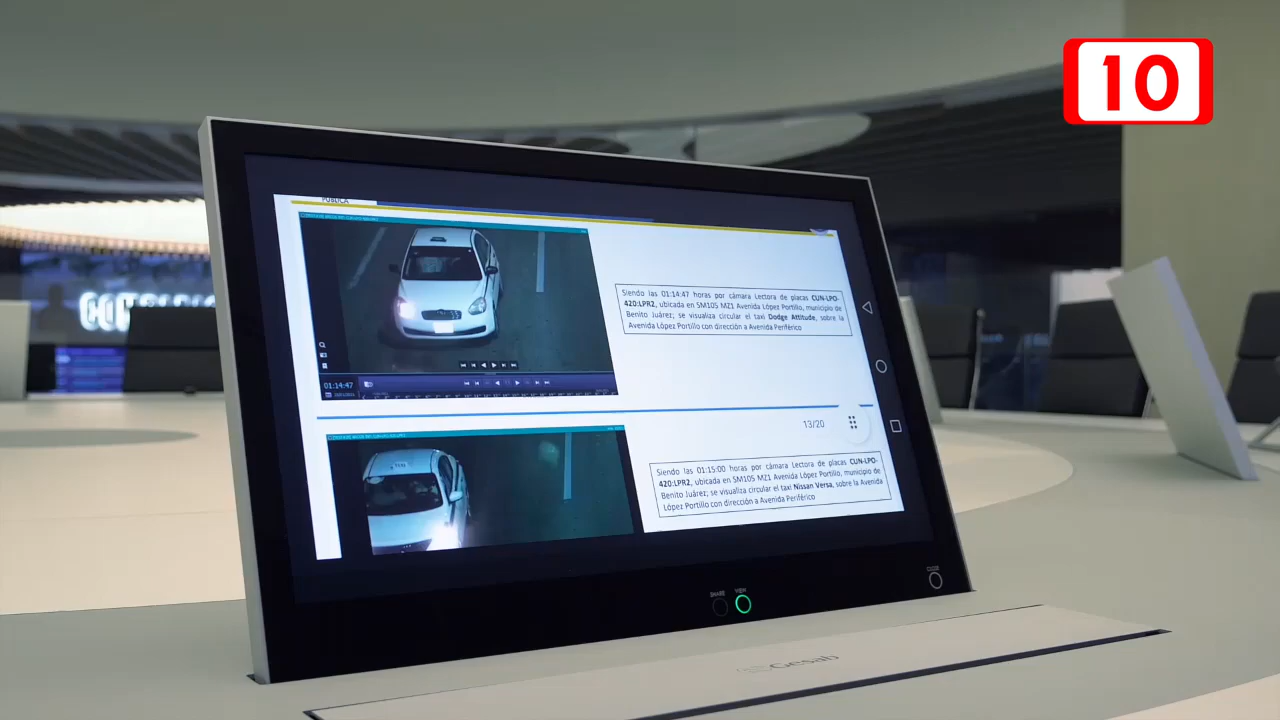 10
PÚBLICA
Siendo las 01:14:47 horas por cámara Lectora de placas CUN-LPO-
420:LPR2, ubicada en SM105 MZ1 Avenida López Portillo, municipio de
Benito Juárez; se visualiza circular el taxi Dodge Attitude, sobre la
Avenida López Portillo con dirección a Avenida Periférico
01:14:47
13/20
Siendo las 01:15:00 horas por cámara Lectora de placas CUN-LPO-
420:LPR2, ubicada en SM105 MZ1 Avenida López Portillo, municipio de
Benito Juárez; se visualiza circular el taxi Nissan Versa, sobre la Avenida
López Portillo con dirección a Avenida Periférico
SHARE
VIEW
Gesab